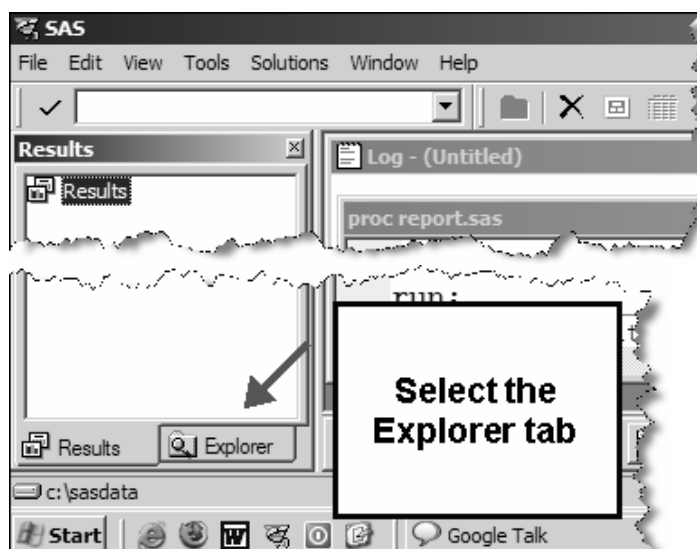 SAS
File Edit View Tools Solutions Window Help
Results
Log - (Untitled)
Results
proc report.sas
run;
Select the
Explorer tab
Results Explorer
c:\sasdata
Start Google Talk